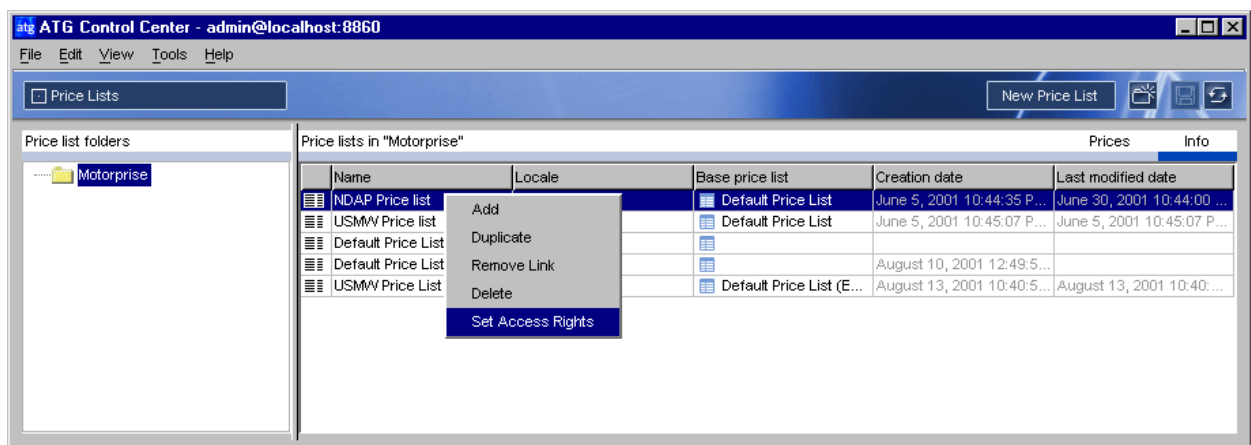 atg ATG Control Center - admin@localhost:8860
File Edit View Tools Help
Price Lists New Price List
Price list folders Price lists in "Motorprise" Prices Info
Motorprise
Name Locale Base price list Creation date Last modified date
NDAP Price list Default Price List June 5, 2001 10:44:35 P... June 30, 2001 10:44:00 ...
USMW Price list Default Price List June 5, 2001 10:45:07 P... June 5, 2001 10:45:07 P...
Default Price List
Default Price List August 10, 2001 12:49:5...
USMW Price List Default Price List (E... August 13, 2001 10:40:5... August 13, 2001 10:40:...
Add
Duplicate
Remove Link
Delete
Set Access Rights